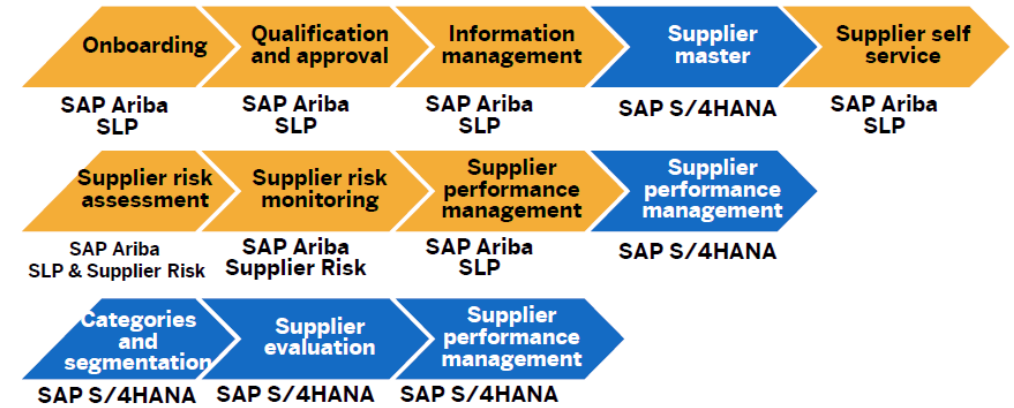 Onboarding
Qualification
and approval
Information
management
Supplier
master
Supplier self
service
SAP Ariba
SLP
SAP Ariba
SLP
SAP Ariba
SLP
SAP S/4HANA
SAP Ariba
SLP
Supplier risk
assessment
Supplier risk
monitoring
Supplier
performance
management
Supplier
performance
management
SAP Ariba
SLP & Supplier Risk
SAP Ariba
Supplier Risk
SAP Ariba
SLP
SAP S/4HANA
Categories
and
segmentation
Supplier
evaluation
Supplier
performance
management
SAP S/4HANA
SAP S/4HANA
SAP S/4HANA